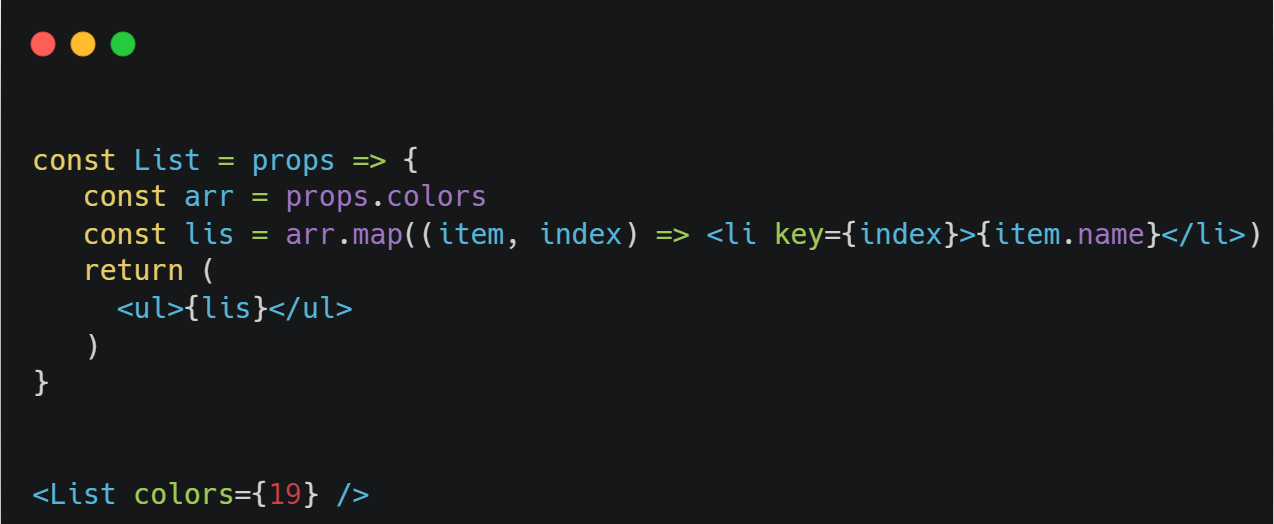 const List = props => {
   const arr = props.colors
   const lis = arr.map((item, index) => <li key={index}>{item.name}</li>)
   return (
     <ul>{lis}</ul>
   )
}
<List colors={19} />